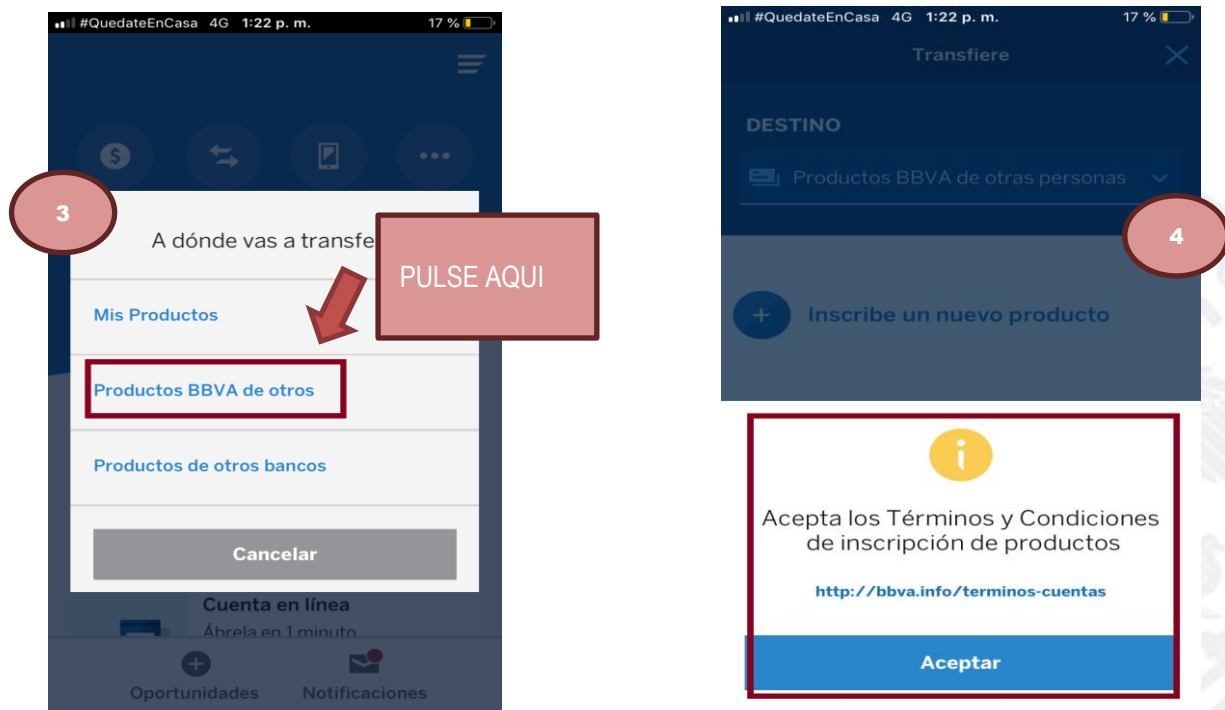 #QuedateEnCasa 4G 1:22 p. m. 17 %
3
A dónde vas a transfe
PULSE AQUI
Mis Productos
Productos BBVA de otros
Productos de otros bancos
Cancelar
Cuenta en línea
Ábrela en 1 minuto
Oportunidades Notificaciones
#QuedateEnCasa 4G 1:22 p. m. 17 %
Transfiere
DESTINO
Productos BBVA de otras personas
4
Inscribe un nuevo producto
Acepta los Términos y Condiciones
de inscripción de productos
http://bbva.info/terminos-cuentas
Aceptar